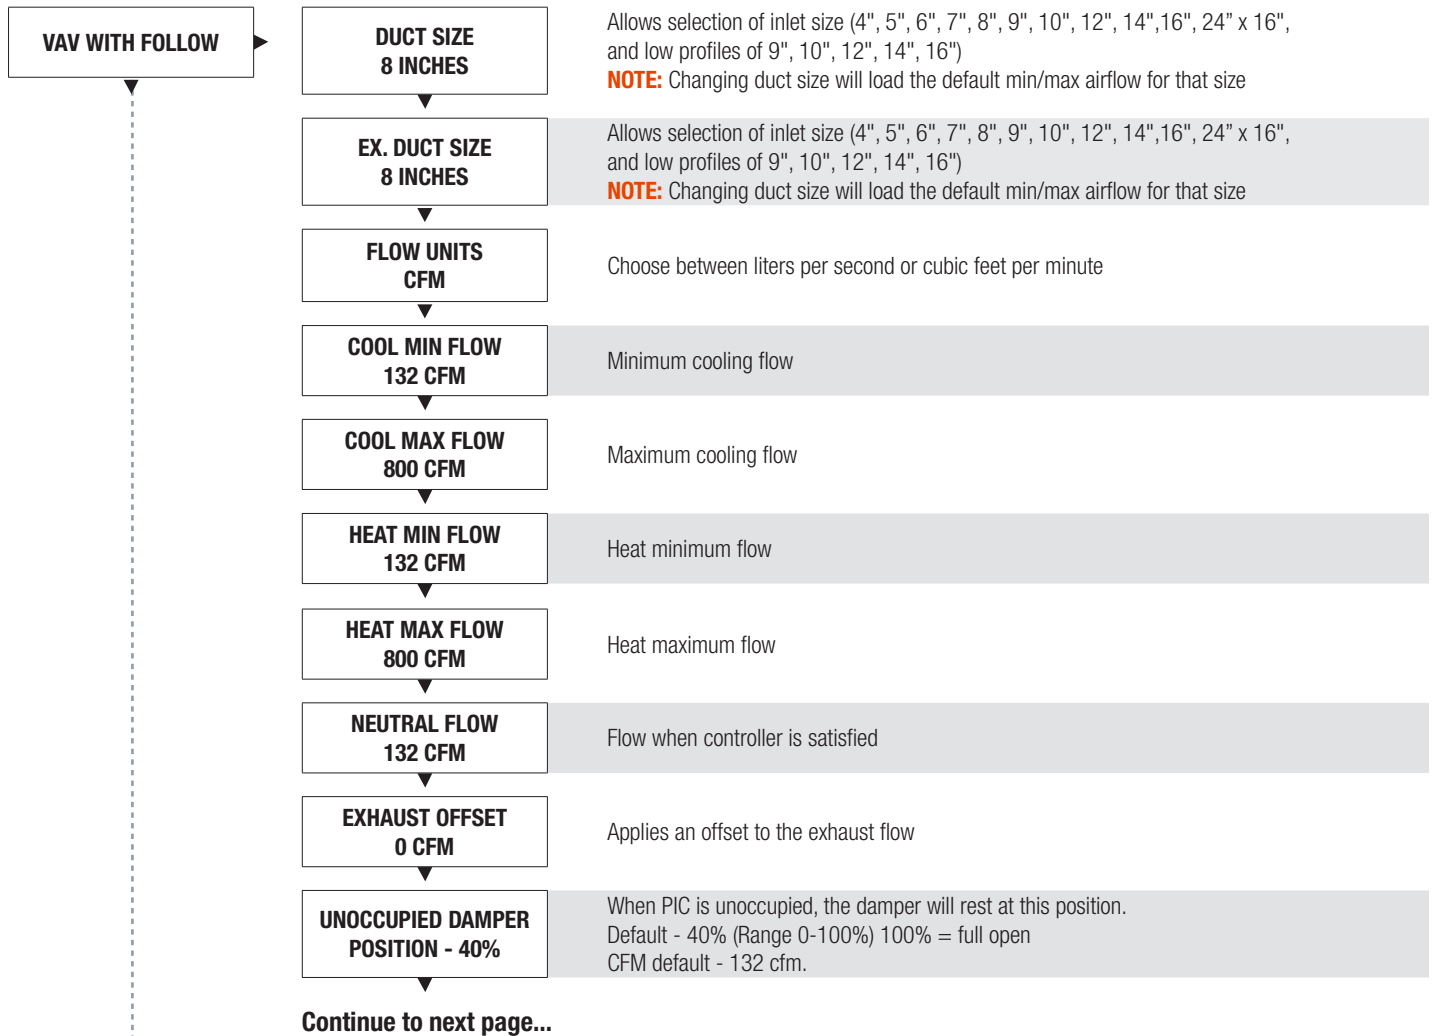 VAV WITH FOLLOW
DUCT SIZE
8 INCHES
Allows selection of inlet size (4", 5", 6", 7", 8", 9", 10", 12", 14",16", 24” x 16",
and low profiles of 9", 10", 12", 14", 16")
NOTE: Changing duct size will load the default min/max airflow for that size
EX. DUCT SIZE
8 INCHES
Allows selection of inlet size (4", 5", 6", 7", 8", 9", 10", 12", 14",16", 24” x 16",
and low profiles of 9", 10", 12", 14", 16")
NOTE: Changing duct size will load the default min/max airflow for that size
FLOW UNITS
CFM
Choose between liters per second or cubic feet per minute
COOL MIN FLOW
132 CFM
Minimum cooling flow
COOL MAX FLOW
800 CFM
Maximum cooling flow
HEAT MIN FLOW
132 CFM
Heat minimum flow
HEAT MAX FLOW
800 CFM
Heat maximum flow
NEUTRAL FLOW
132 CFM
Flow when controller is satisfied
EXHAUST OFFSET
0 CFM
Applies an offset to the exhaust flow
UNOCCUPIED DAMPER
POSITION - 40%
When PIC is unoccupied, the damper will rest at this position.
Default - 40% (Range 0-100%) 100% = full open
CFM default - 132 cfm.
Continue to next page...